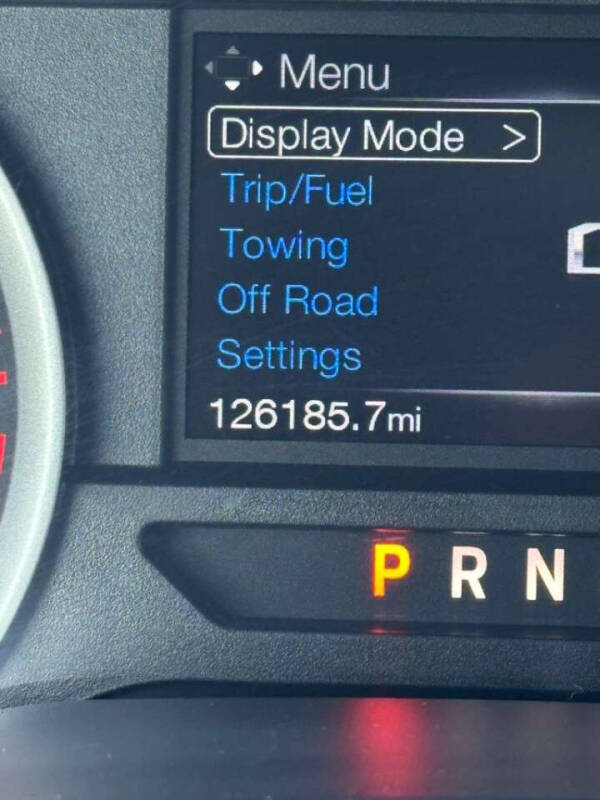 Menu
Display Mode >
Trip/Fuel
Towing
Off Road
Settings
126185.7mi
P R N